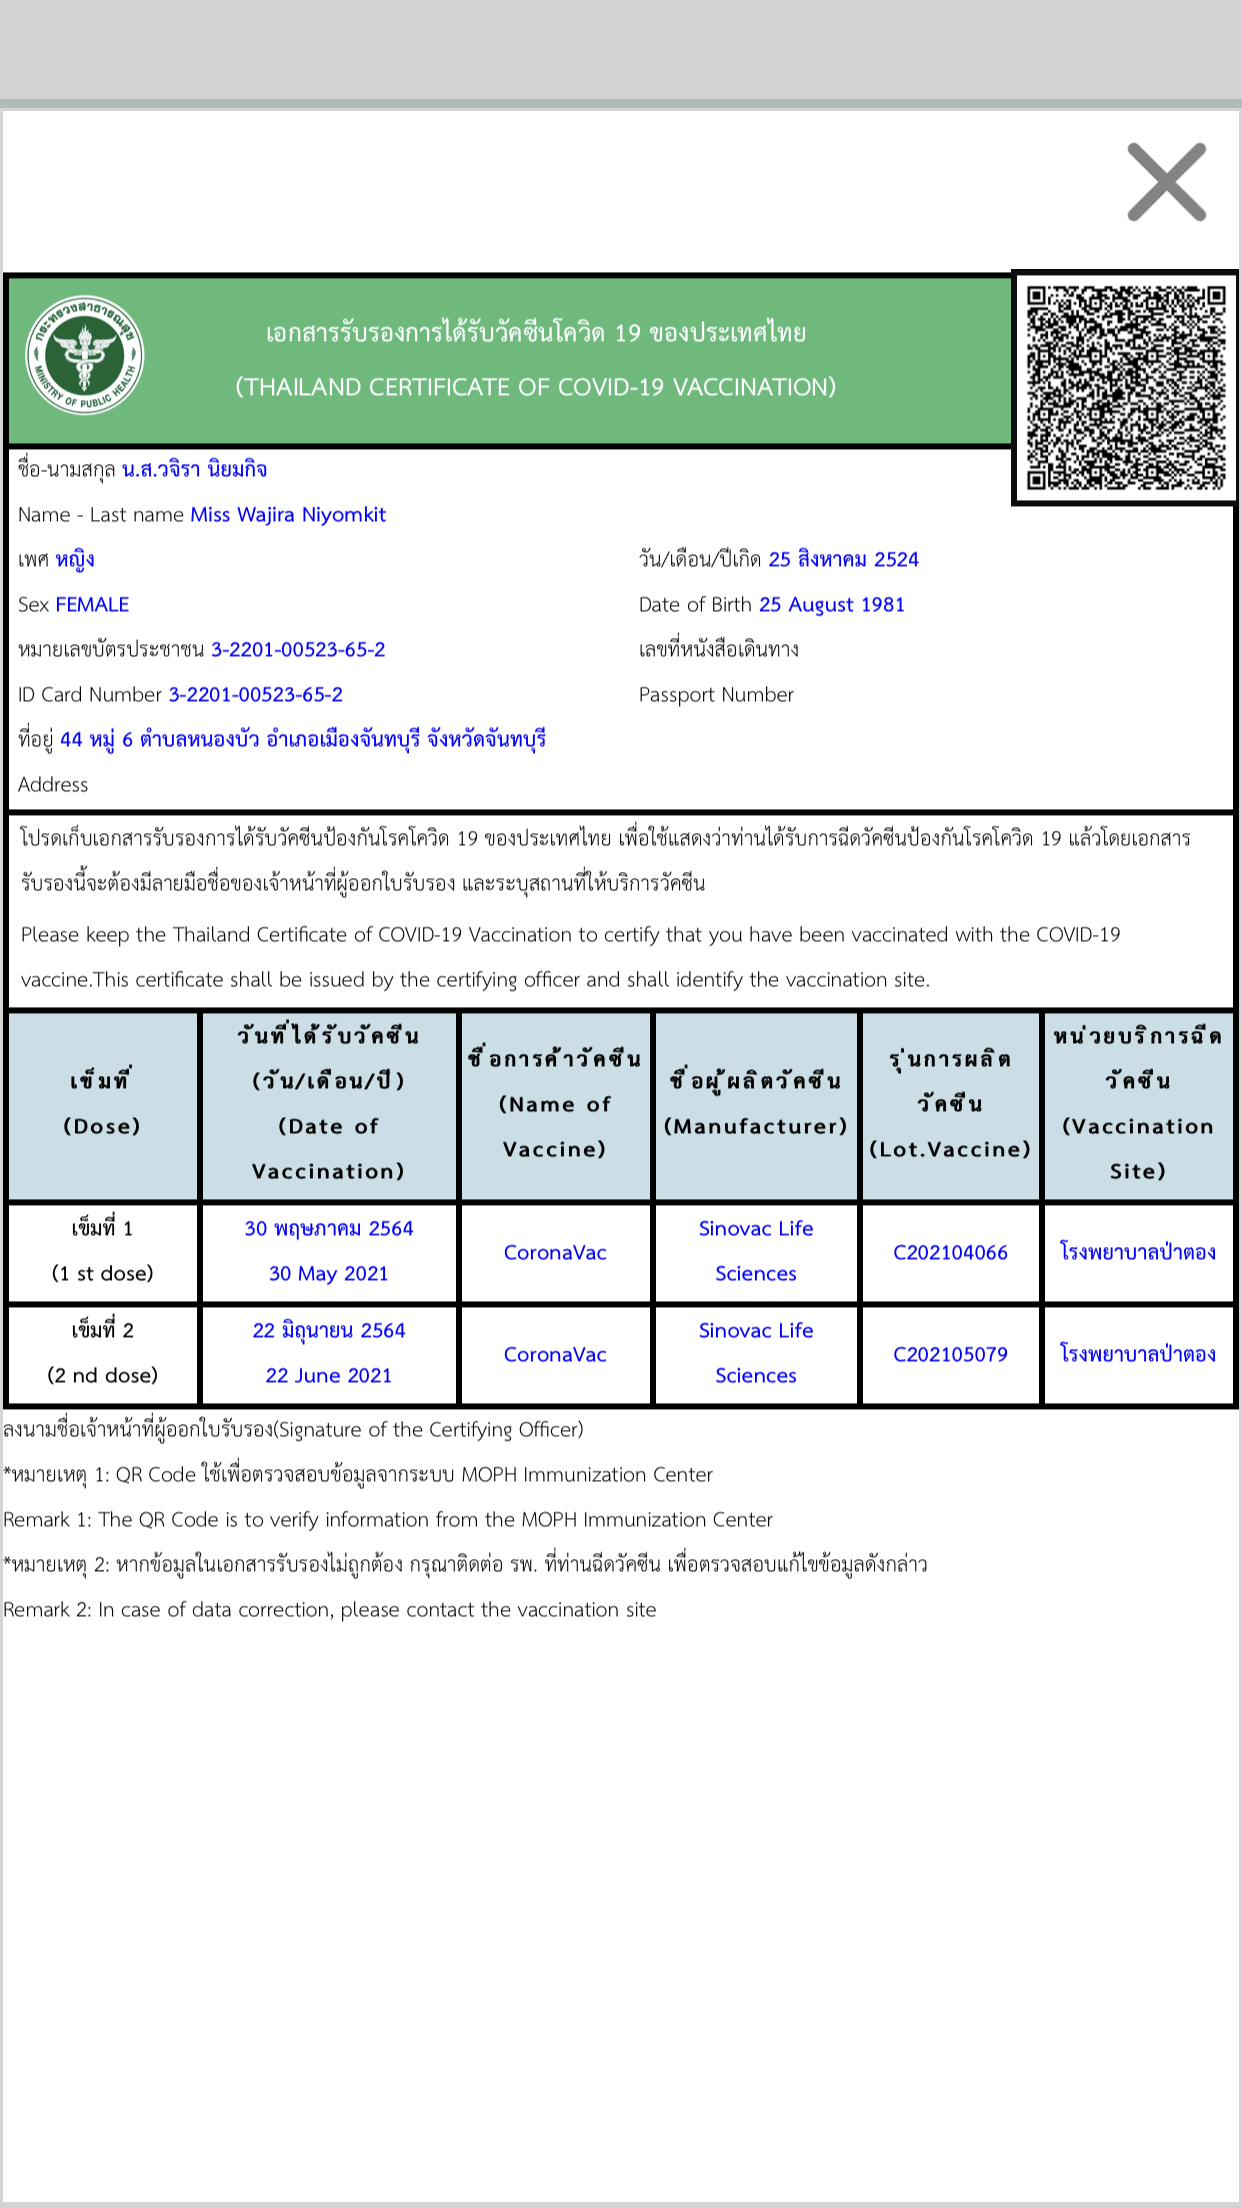 กระทรวงสาธารณสุข
MINISTRY OF PUBLIC HEALTH
เอกสารรับรองการได้รับวัคซีนโควิด 19 ของประเทศไทย
(THAILAND CERTIFICATE OF COVID-19 VACCINATION)
ชื่อ-นามสกุล น.ส.วจิรา นิยมกิจ
Name - Last name Miss Wajira Niyomkit
เพศ หญิง วัน/เดือน/ปีเกิด 25 สิงหาคม 2524
Sex FEMALE Date of Birth 25 August 1981
หมายเลขบัตรประชาชน 3-2201-00523-65-2 เลขที่หนังสือเดินทาง
ID Card Number 3-2201-00523-65-2 Passport Number
ที่อยู่ 44 หมู่ 6 ตำบลหนองบัว อำเภอเมืองจันทบุรี จังหวัดจันทบุรี
Address
โปรดเก็บเอกสารรับรองการได้รับวัคซีนป้องกันโรคโควิด 19 ของประเทศไทย เพื่อใช้แสดงว่าท่านได้รับการฉีดวัคซีนป้องกันโรคโควิด 19 แล้วโดยเอกสาร
รับรองนี้จะต้องมีลายมือชื่อของเจ้าหน้าที่ผู้ออกใบรับรอง และระบุสถานที่ให้บริการวัคซีน
Please keep the Thailand Certificate of COVID-19 Vaccination to certify that you have been vaccinated with the COVID-19
vaccine.This certificate shall be issued by the certifying officer and shall identify the vaccination site.
เข็มที่
(Dose)
วันที่ได้รับวัคซีน
(วัน/เดือน/ปี)
(Date of
Vaccination)
ชื่อการค้าวัคซีน
(Name of
Vaccine)
ชื่อผู้ผลิตวัคซีน
(Manufacturer)
รุ่นการผลิต
วัคซีน
(Lot.Vaccine)
หน่วยบริการฉีด
วัคซีน
(Vaccination
Site)
เข็มที่ 1
(1 st dose)
30 พฤษภาคม 2564
30 May 2021
CoronaVac
Sinovac Life
Sciences
C202104066
โรงพยาบาลป่าตอง
เข็มที่ 2
(2 nd dose)
22 มิถุนายน 2564
22 June 2021
CoronaVac
Sinovac Life
Sciences
C202105079
โรงพยาบาลป่าตอง
ลงนามชื่อเจ้าหน้าที่ผู้ออกใบรับรอง(Signature of the Certifying Officer)
*หมายเหตุ 1: QR Code ใช้เพื่อตรวจสอบข้อมูลจากระบบ MOPH Immunization Center
Remark 1: The QR Code is to verify information from the MOPH Immunization Center
*หมายเหตุ 2: หากข้อมูลในเอกสารรับรองไม่ถูกต้อง กรุณาติดต่อ รพ. ที่ท่านฉีดวัคซีน เพื่อตรวจสอบแก้ไขข้อมูลดังกล่าว
Remark 2: In case of data correction, please contact the vaccination site